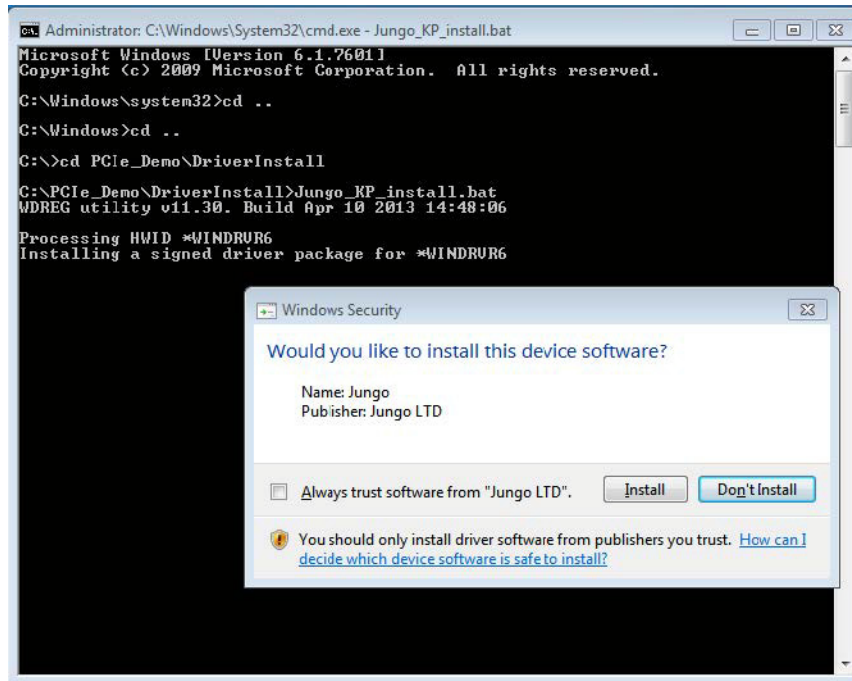 Administrator: C:\Windows\System32\cmd.exe - Jungo_KP_install.bat
Microsoft Windows [Version 6.1.7601]
Copyright (c) 2009 Microsoft Corporation.  All rights reserved.
C:\Windows\system32>cd ..
C:\Windows>cd ..
C:\>cd PCIe_Demo\DriverInstall
C:\PCIe_Demo\DriverInstall>Jungo_KP_install.bat
WDREG utility v11.30. Build Apr 10 2013 14:48:06
Processing HWID *WINDRVR6
Installing a signed driver package for *WINDRVR6
Windows Security
Would you like to install this device software?
Name: Jungo
Publisher: Jungo LTD
Always trust software from "Jungo LTD".
Install
Don't Install
You should only install driver software from publishers you trust. How can I
decide which device software is safe to install?